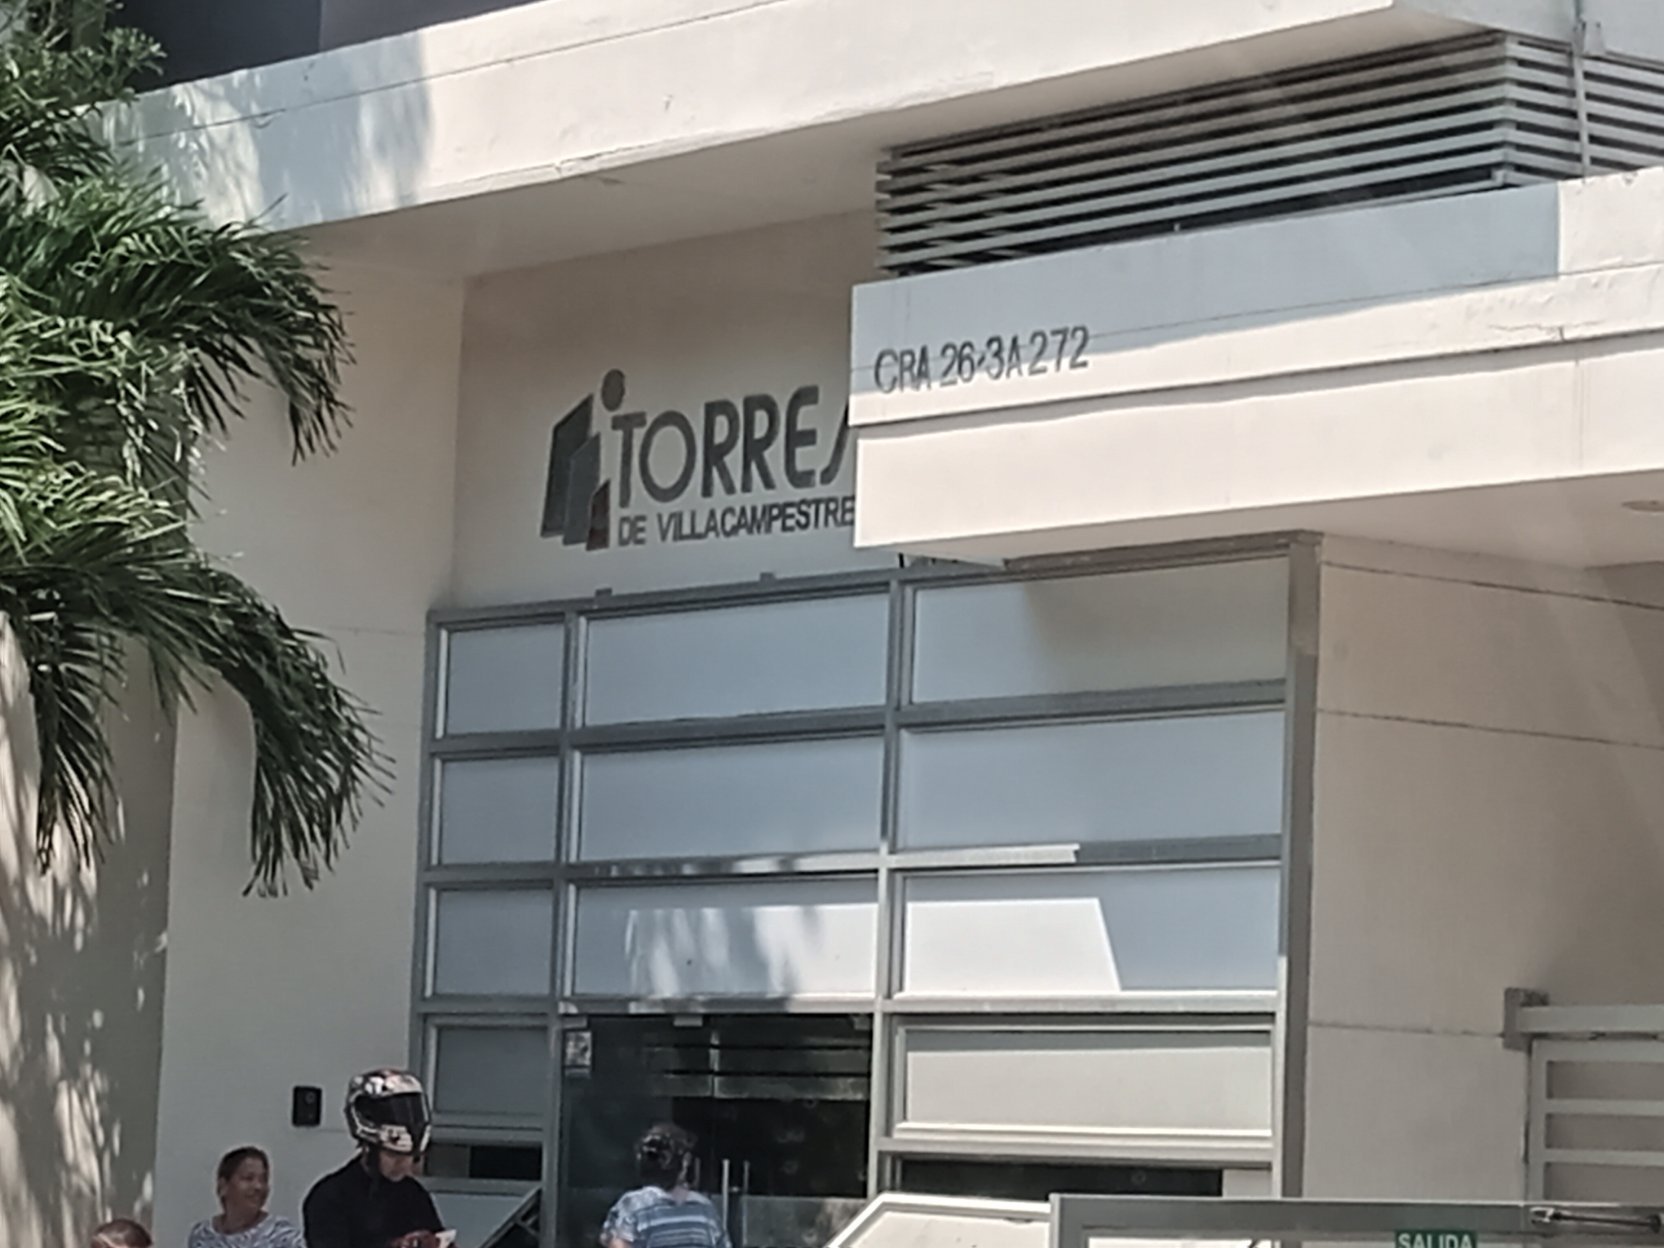 CRA 26-3A 272
TORRES
DE VILLACAMPESTRE
SALIDA